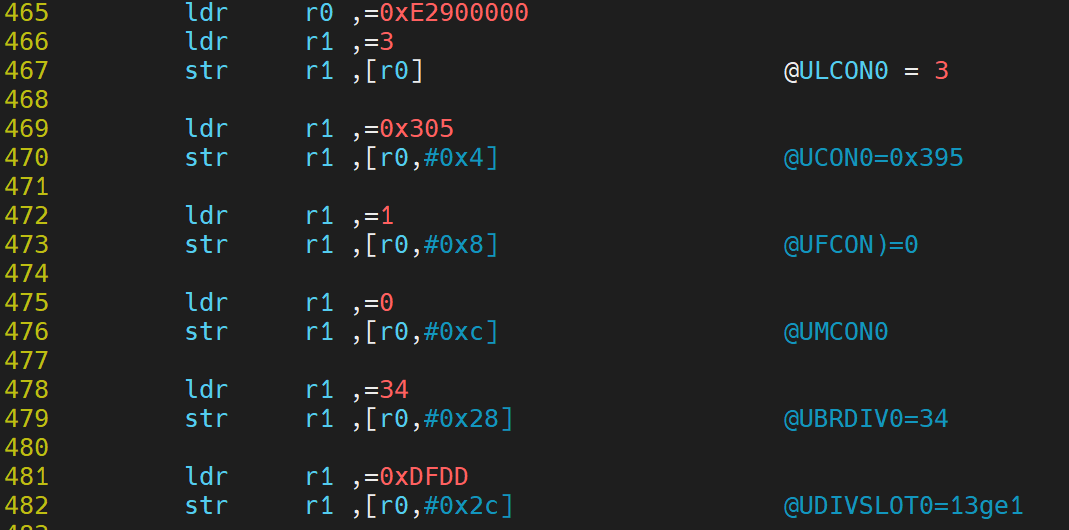 465 ldr r0 ,=0xE2900000
466 ldr r1 ,=3
467 str r1 ,[r0] @ULCON0 = 3
468
469 ldr r1 ,=0x305
470 str r1 ,[r0,#0x4] @UCON0=0x395
471
472 ldr r1 ,=1
473 str r1 ,[r0,#0x8] @UFCON)=0
474
475 ldr r1 ,=0
476 str r1 ,[r0,#0xc] @UMCON0
477
478 ldr r1 ,=34
479 str r1 ,[r0,#0x28] @UBRDIV0=34
480
481 ldr r1 ,=0xDFDD
482 str r1 ,[r0,#0x2c] @UDIVSLOT0=13ge1